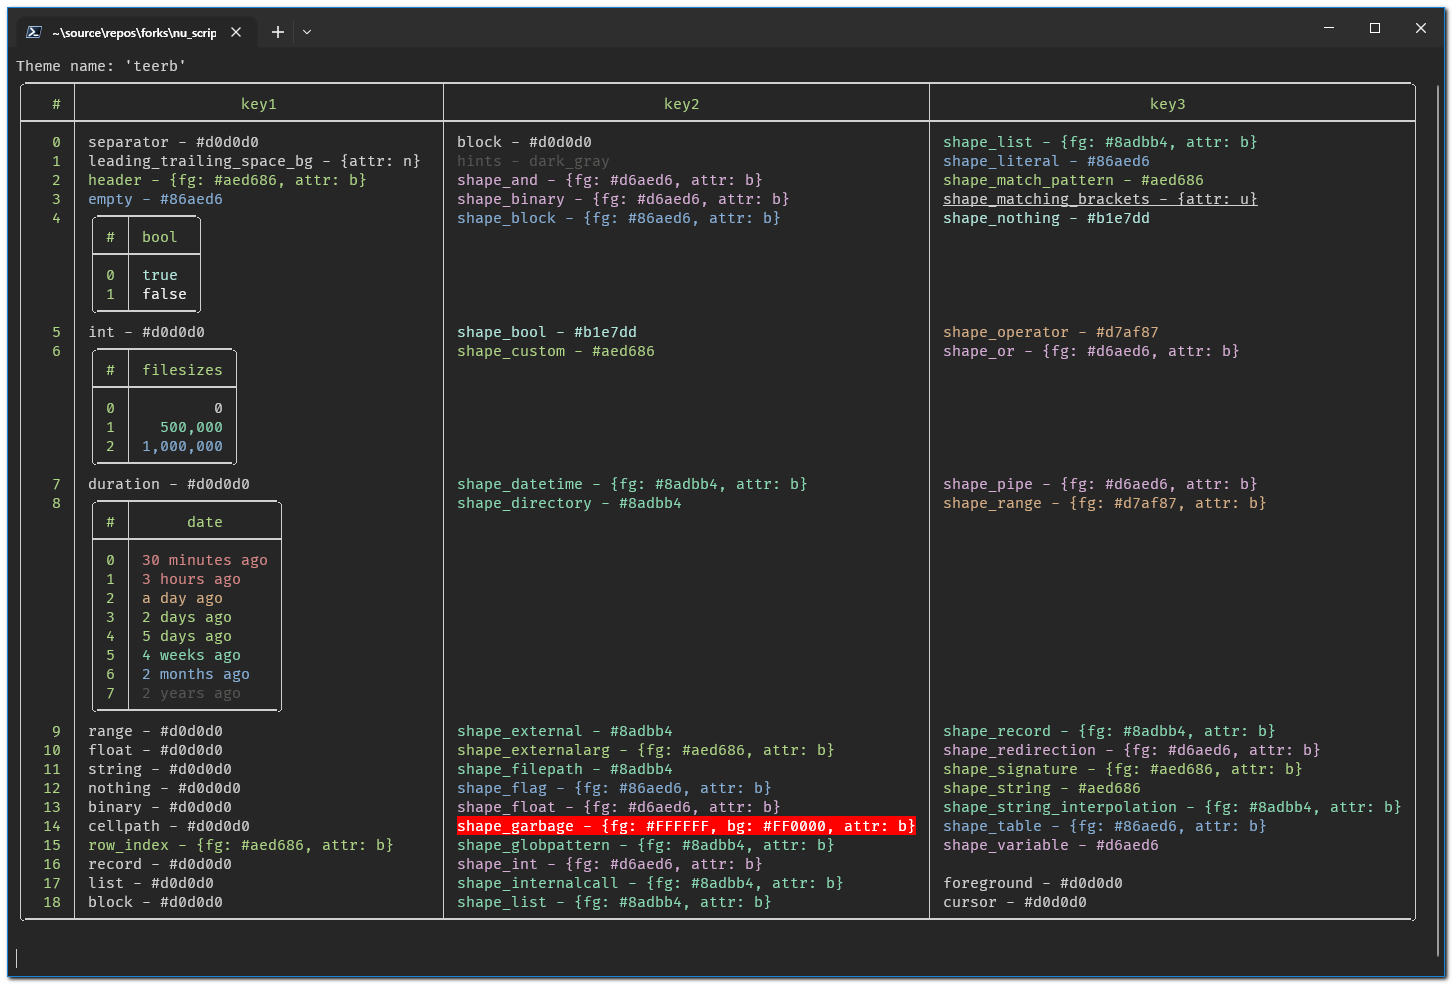 ~\source\repos\forks\nu_scrip
Theme name: 'teerb'
# key1 key2 key3
0 separator - #d0d0d0 block - #d0d0d0 shape_list - {fg: #8adbb4, attr: b}
1 leading_trailing_space_bg - {attr: n} hints - dark_gray shape_literal - #86aed6
2 header - {fg: #aed686, attr: b} shape_and - {fg: #d6aed6, attr: b} shape_match_pattern - #aed686
3 empty - #86aed6 shape_binary - {fg: #d6aed6, attr: b} shape_matching_brackets - {attr: u}
4 shape_block - {fg: #86aed6, attr: b} shape_nothing - #b1e7dd
# bool
0 true
1 false
5 int - #d0d0d0 shape_bool - #b1e7dd shape_operator - #d7af87
6 shape_custom - #aed686 shape_or - {fg: #d6aed6, attr: b}
# filesizes
0 0
1 500,000
2 1,000,000
7 duration - #d0d0d0 shape_datetime - {fg: #8adbb4, attr: b} shape_pipe - {fg: #d6aed6, attr: b}
8 shape_directory - #8adbb4 shape_range - {fg: #d7af87, attr: b}
# date
0 30 minutes ago
1 3 hours ago
2 a day ago
3 2 days ago
4 5 days ago
5 4 weeks ago
6 2 months ago
7 2 years ago
9 range - #d0d0d0 shape_external - #8adbb4 shape_record - {fg: #8adbb4, attr: b}
10 float - #d0d0d0 shape_externalarg - {fg: #aed686, attr: b} shape_redirection - {fg: #d6aed6, attr: b}
11 string - #d0d0d0 shape_filepath - #8adbb4 shape_signature - {fg: #aed686, attr: b}
12 nothing - #d0d0d0 shape_flag - {fg: #86aed6, attr: b} shape_string - #aed686
13 binary - #d0d0d0 shape_float - {fg: #d6aed6, attr: b} shape_string_interpolation - {fg: #8adbb4, attr: b}
14 cellpath - #d0d0d0 shape_garbage - {fg: #FFFFFF, bg: #FF0000, attr: b} shape_table - {fg: #86aed6, attr: b}
15 row_index - {fg: #aed686, attr: b} shape_globpattern - {fg: #8adbb4, attr: b} shape_variable - #d6aed6
16 record - #d0d0d0 shape_int - {fg: #d6aed6, attr: b}
17 list - #d0d0d0 shape_internalcall - {fg: #8adbb4, attr: b} foreground - #d0d0d0
18 block - #d0d0d0 shape_list - {fg: #8adbb4, attr: b} cursor - #d0d0d0